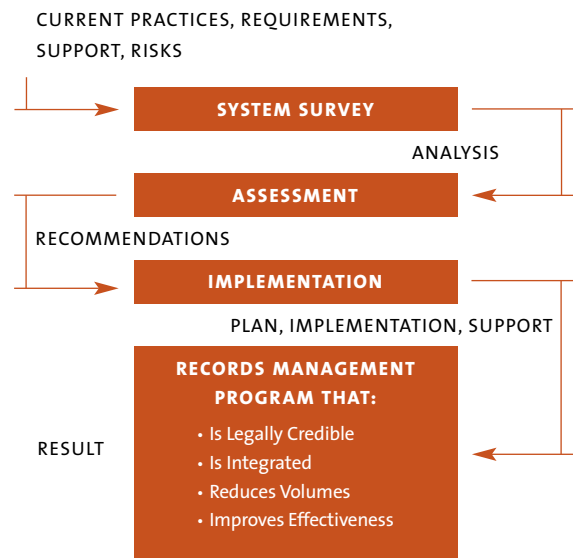 CURRENT PRACTICES, REQUIREMENTS,
SUPPORT, RISKS
SYSTEM SURVEY
ANALYSIS
ASSESSMENT
RECOMMENDATIONS
IMPLEMENTATION
PLAN, IMPLEMENTATION, SUPPORT
RECORDS MANAGEMENT
PROGRAM THAT:
• Is Legally Credible
RESULT
• Is Integrated
• Reduces Volumes
• Improves Effectiveness